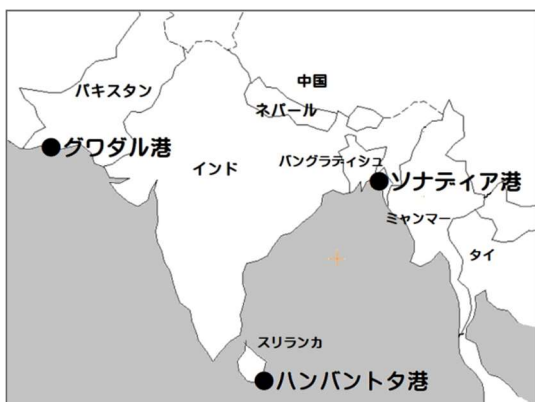 中国
パキスタン
ネパール
グワダル港
インド
バングラディシュ
ソナディア港
ミャンマー
タイ
スリランカ
ハンバントタ港